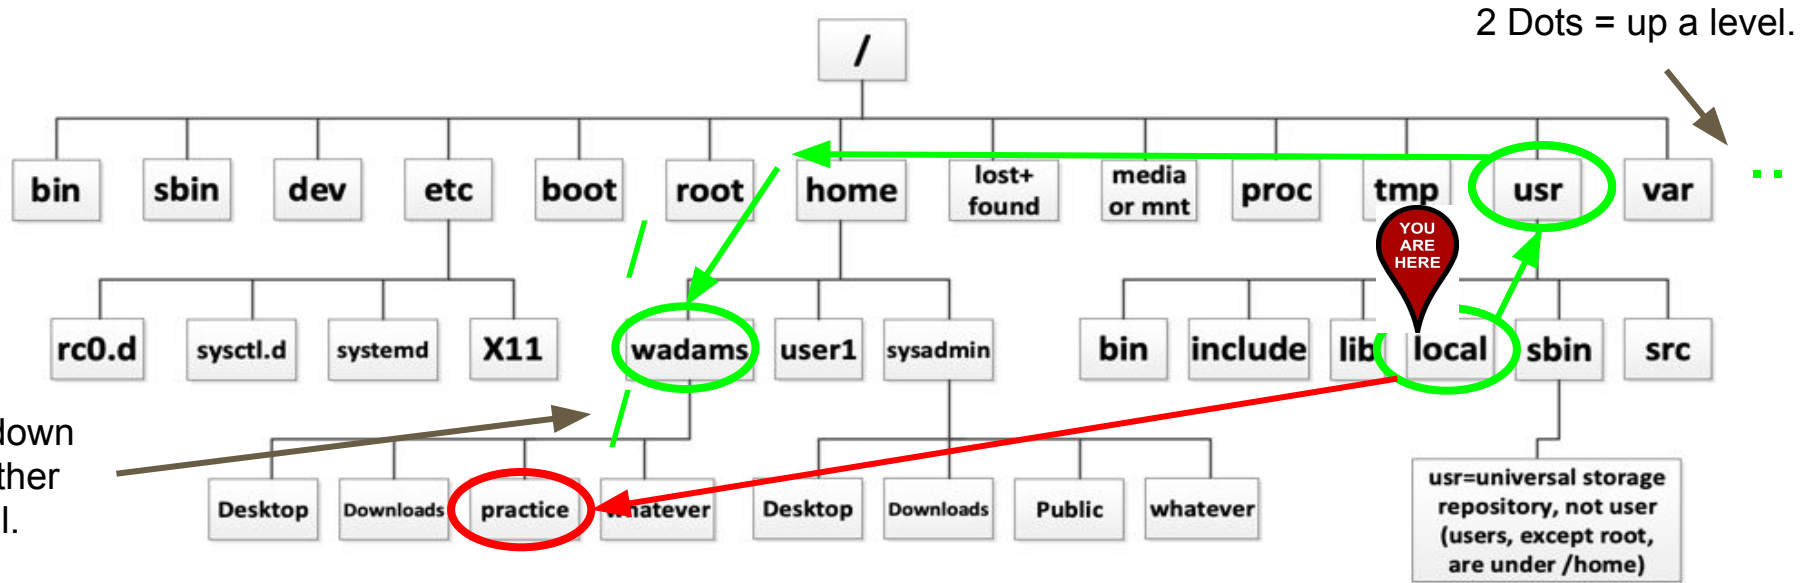 2 Dots = up a level.
/
bin sbin dev etc boot root home lost+ found media or mnt proc tmp usr var
..
YOU
ARE
HERE
/
rc0.d sysctl.d systemd X11 wadams user1 sysadmin bin include lib local sbin src
/
down
ther
l.
Desktop Downloads practice whatever Desktop Downloads Public whatever
usr=universal storage
repository, not user
(users, except root,
are under /home)